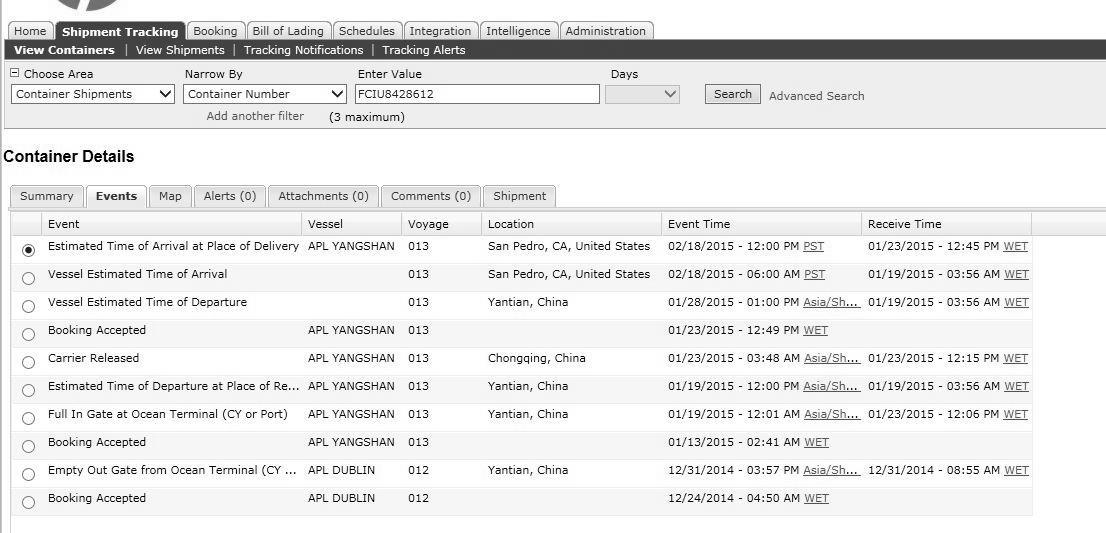 Home Shipment Tracking Booking Bill of Lading Schedules Integration Intelligence Administration
View Containers | View Shipments | Tracking Notifications | Tracking Alerts
Choose Area Narrow By Enter Value Days
Container Shipments Container Number FCIU8428612 Search Advanced Search
Add another filter (3 maximum)
Container Details
Summary Events Map Alerts (0) Attachments (0) Comments (0) Shipment
Event Vessel Voyage Location Event Time Receive Time
Estimated Time of Arrival at Place of Delivery APL YANGSHAN 013 San Pedro, CA, United States 02/18/2015 - 12:00 PM PST 01/23/2015 - 12:45 PM WET
Vessel Estimated Time of Arrival 013 San Pedro, CA, United States 02/18/2015 - 06:00 AM PST 01/19/2015 - 03:56 AM WET
Vessel Estimated Time of Departure 013 Yantian, China 01/28/2015 - 01:00 PM Asia/Sh... 01/19/2015 - 03:56 AM WET
Booking Accepted APL YANGSHAN 013 01/23/2015 - 12:49 PM WET
Carrier Released APL YANGSHAN 013 Chongqing, China 01/23/2015 - 03:48 AM Asia/Sh... 01/23/2015 - 12:15 PM WET
Estimated Time of Departure at Place of Re... APL YANGSHAN 013 Yantian, China 01/19/2015 - 12:00 PM Asia/Sh... 01/19/2015 - 03:56 AM WET
Full In Gate at Ocean Terminal (CY or Port) APL YANGSHAN 013 Yantian, China 01/19/2015 - 12:01 AM Asia/Sh... 01/23/2015 - 12:06 PM WET
Booking Accepted APL YANGSHAN 013 01/13/2015 - 02:41 AM WET
Empty Out Gate from Ocean Terminal (CY ... APL DUBLIN 012 Yantian, China 12/31/2014 - 03:57 PM Asia/Sh... 12/31/2014 - 08:55 AM WET
Booking Accepted APL DUBLIN 012 12/24/2014 - 04:50 AM WET